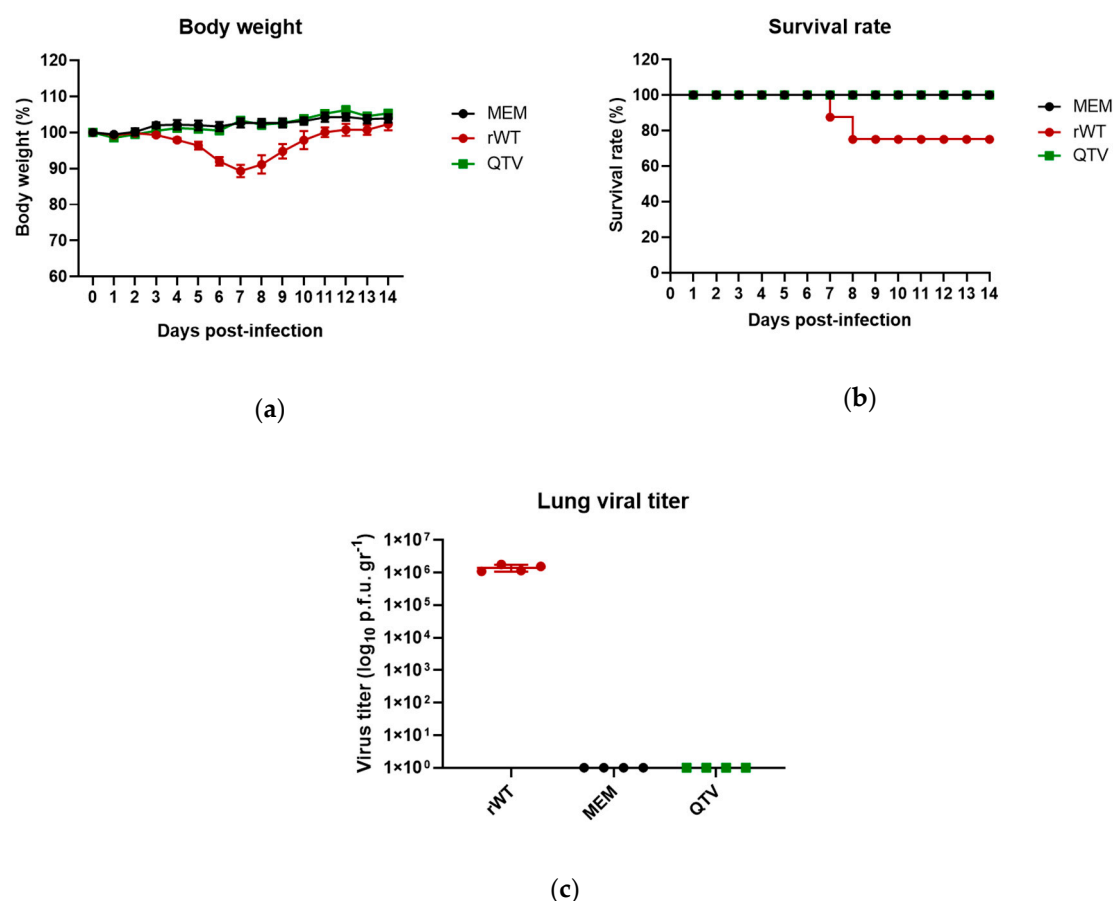 Body weight
Body weight (%)
120
110
100
90
80
70
60
0 1 2 3 4 5 6 7 8 9 10 11 12 13 14
Days post-infection
MEM
rWT
QTV
(a)
Survival rate
Survival rate (%)
120
100
80
60
40
20
0
0 1 2 3 4 5 6 7 8 9 10 11 12 13 14
Days post-infection
MEM
rWT
QTV
(b)
Lung viral titer
Virus titer (log₁₀ p.f.u. gr⁻¹)
1×10⁷
1×10⁶
1×10⁵
1×10⁴
1×10³
1×10²
1×10¹
1×10⁰
rWT
MEM
QTV
(c)